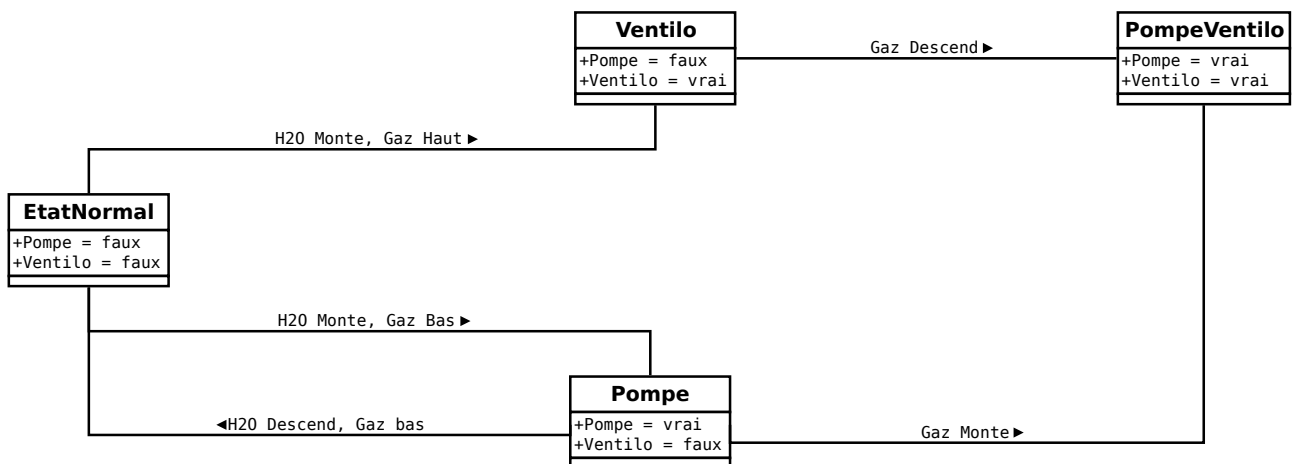 Ventilo
+Pompe = faux
+Ventilo = vrai
Gaz Descend ►
PompeVentilo
+Pompe = vrai
+Ventilo = vrai
H2O Monte, Gaz Haut ►
EtatNormal
+Pompe = faux
+Ventilo = faux
H2O Monte, Gaz Bas ►
Pompe
+Pompe = vrai
+Ventilo = faux
◄H2O Descend, Gaz bas
Gaz Monte ►